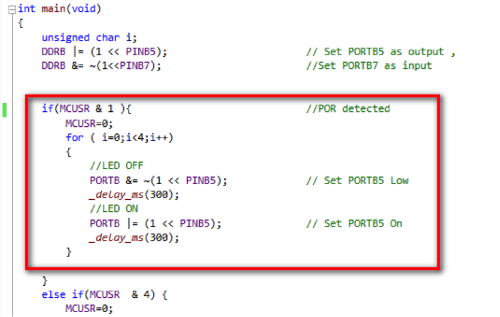 int main(void)
{
unsigned char i;
DDRB |= (1 << PINB5); // Set PORTB5 as output ,
DDRB &= ~(1<<PINB7); //Set PORTB7 as input
if(MCUSR & 1 ){ //POR detected
MCUSR=0;
for ( i=0;i<4;i++)
{
//LED OFF
PORTB &= ~(1 << PINB5); // Set PORTB5 Low
_delay_ms(300);
//LED ON
PORTB |= (1 << PINB5); // Set PORTB5 On
_delay_ms(300);
}
}
else if(MCUSR & 4) {
MCUSR=0;